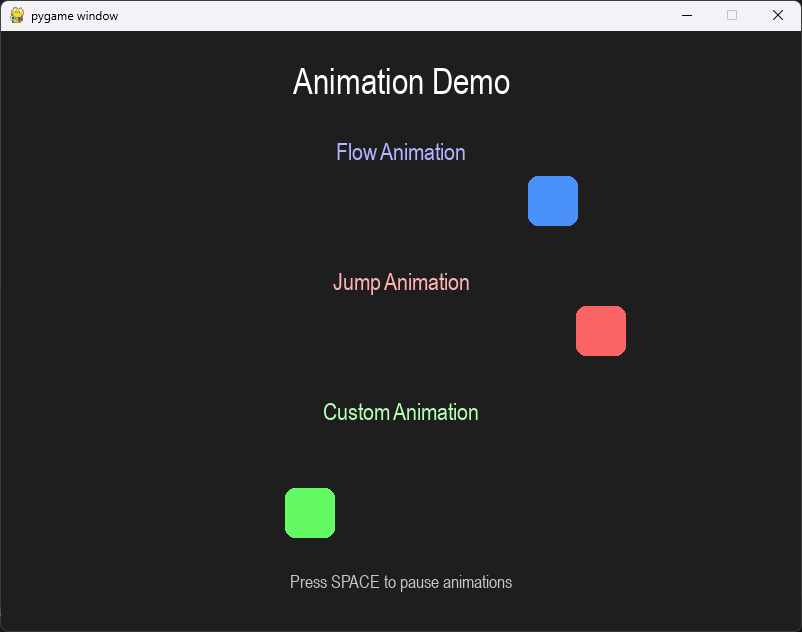 pygame window
Animation Demo
Flow Animation
Jump Animation
Custom Animation
Press SPACE to pause animations